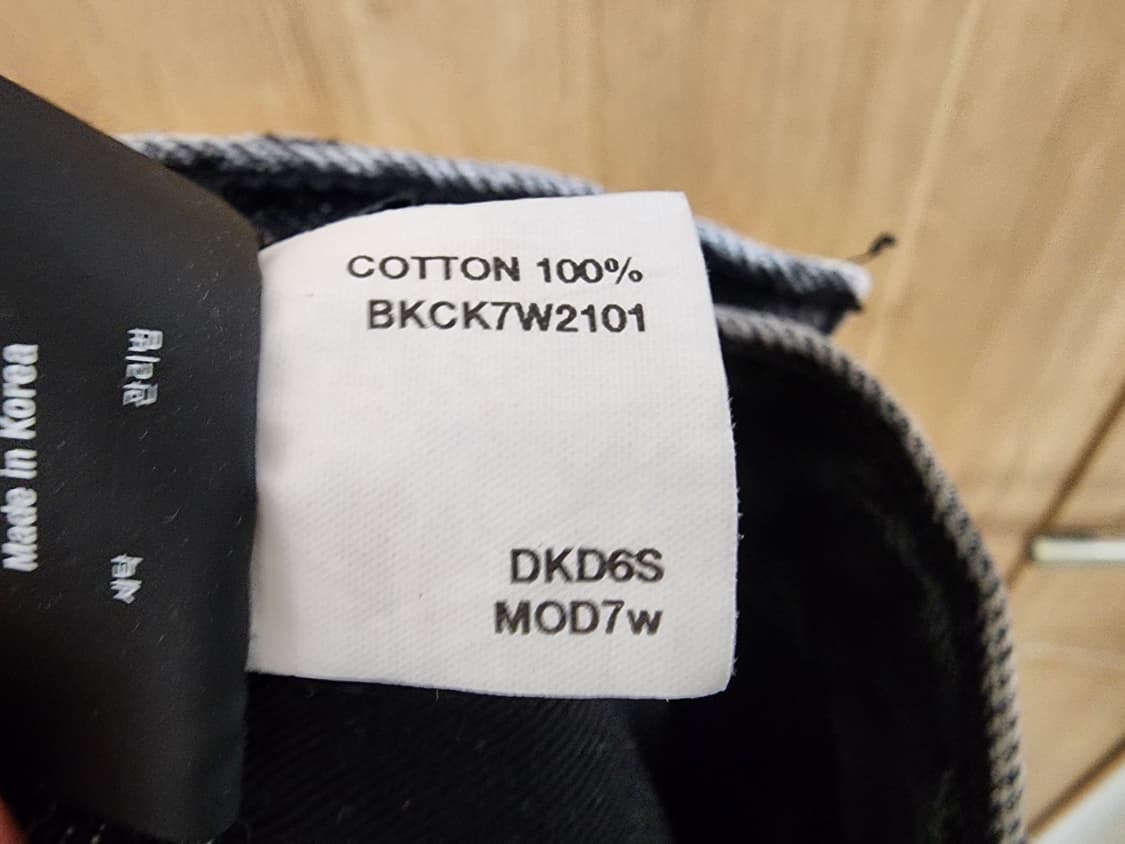 COTTON 100%
BKCK7W2101
DKD6S
MOD7w
Made in Korea